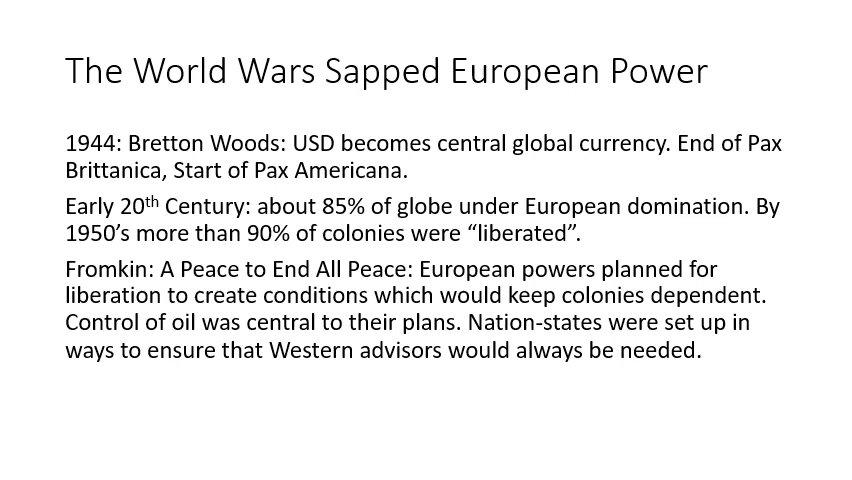 The World Wars Sapped European Power
1944: Bretton Woods: USD becomes central global currency. End of Pax
Brittanica, Start of Pax Americana.
Early 20th Century: about 85% of globe under European domination. By
1950’s more than 90% of colonies were “liberated”.
Fromkin: A Peace to End All Peace: European powers planned for
liberation to create conditions which would keep colonies dependent.
Control of oil was central to their plans. Nation-states were set up in
ways to ensure that Western advisors would always be needed.